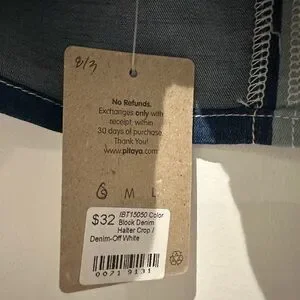 8/3
No Refunds.
Exchanges only with
receipt, within
30 days of purchase
Thank You!
www.pitaya.com
S M L
$32 IBT15050 Color
Block Denim
Halter Crop /
Denim-Off White
0071 9131